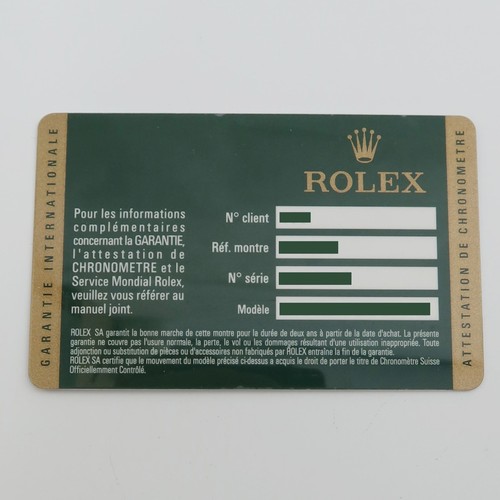 GARANTIE INTERNATIONALE
ROLEX
Pour les informations
complémentaires
concernant la GARANTIE,
l'attestation de
CHRONOMETRE et le
Service Mondial Rolex,
veuillez vous référer au
manuel joint.
N° client
Réf. montre
N° série
Modèle
ROLEX SA garantit la bonne marche de cette montre pour la durée de deux ans à partir de la date d'achat. La présente
garantie ne couvre pas l'usure normale, la perte, le vol ou les dommages résultant d'une utilisation inappropriée. Toute
adjonction ou substitution de pièces ou d'accessoires non fabriqués par ROLEX entraîne la fin de la garantie.
ROLEX SA certifie que le mouvement du modèle précisé ci-dessus a acquis le droit de porter le titre de Chronomètre Suisse
Officiellement Contrôlé.
ATTESTATION DE CHRONOMETRE